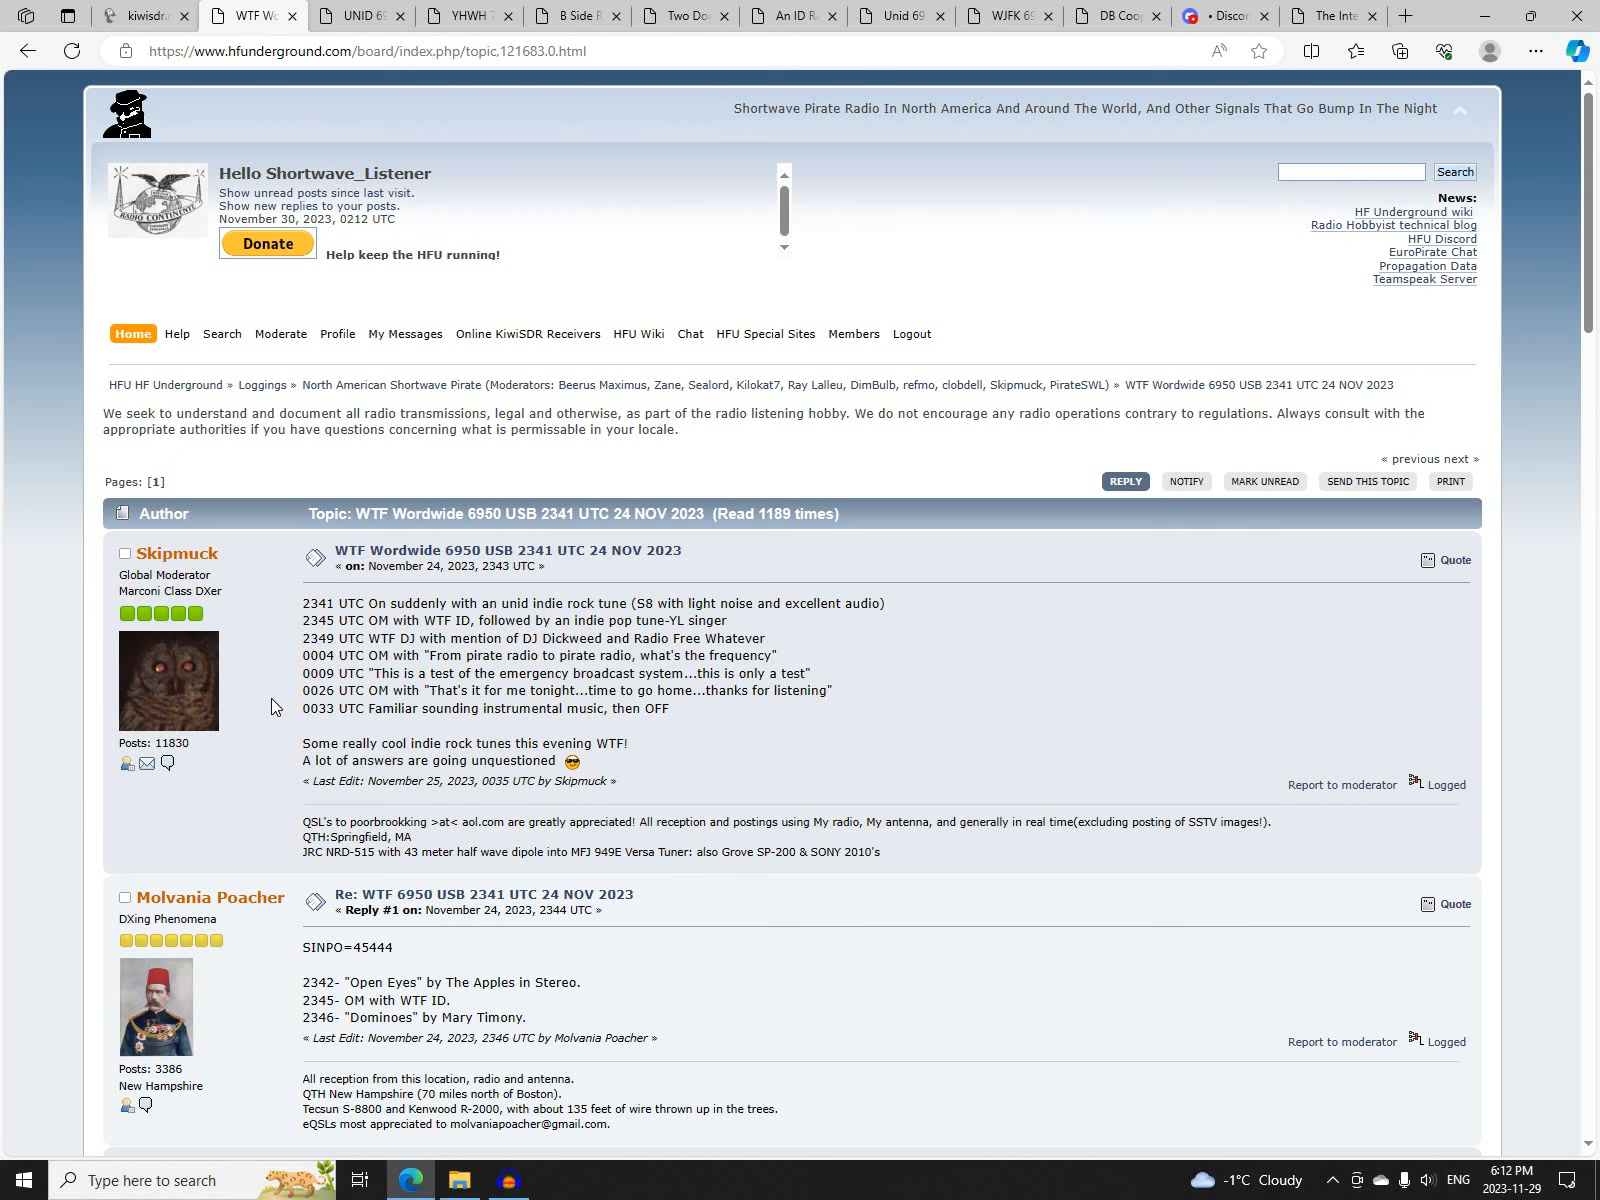 kiwisdr.c
WTF Wo
UNID 69
YHWH 7
B Side R
Two Do
An ID R
Unid 69
WJFK 69
DB Coo
• Discor
The Inte
https://www.hfunderground.com/board/index.php/topic,121683.0.html
Shortwave Pirate Radio In North America And Around The World, And Other Signals That Go Bump In The Night
RADIO CONTINENTE
Hello Shortwave_Listener
Show unread posts since last visit.
Show new replies to your posts.
November 30, 2023, 0212 UTC
Donate
Help keep the HFU running!
Search
News:
HF Underground wiki
Radio Hobbyist technical blog
HFU Discord
EuroPirate Chat
Propagation Data
Teamspeak Server
Home Help Search Moderate Profile My Messages Online KiwiSDR Receivers HFU Wiki Chat HFU Special Sites Members Logout
HFU HF Underground » Loggings » North American Shortwave Pirate (Moderators: Beerus Maximus, Zane, Sealord, Kilokat7, Ray Lalleu, DimBulb, refmo, clobdell, Skipmuck, PirateSWL) » WTF Wordwide 6950 USB 2341 UTC 24 NOV 2023
We seek to understand and document all radio transmissions, legal and otherwise, as part of the radio listening hobby. We do not encourage any radio operations contrary to regulations. Always consult with the
appropriate authorities if you have questions concerning what is permissable in your locale.
« previous next »
Pages: [1]
REPLY NOTIFY MARK UNREAD SEND THIS TOPIC PRINT
Author Topic: WTF Wordwide 6950 USB 2341 UTC 24 NOV 2023 (Read 1189 times)
Skipmuck
Global Moderator
Marconi Class DXer
Posts: 11830
WTF Wordwide 6950 USB 2341 UTC 24 NOV 2023
« on: November 24, 2023, 2343 UTC »
Quote
2341 UTC On suddenly with an unid indie rock tune (S8 with light noise and excellent audio)
2345 UTC OM with WTF ID, followed by an indie pop tune-YL singer
2349 UTC WTF DJ with mention of DJ Dickweed and Radio Free Whatever
0004 UTC OM with "From pirate radio to pirate radio, what's the frequency"
0009 UTC "This is a test of the emergency broadcast system...this is only a test"
0026 UTC OM with "That's it for me tonight...time to go home...thanks for listening"
0033 UTC Familiar sounding instrumental music, then OFF
Some really cool indie rock tunes this evening WTF!
A lot of answers are going unquestioned
« Last Edit: November 25, 2023, 0035 UTC by Skipmuck »
Report to moderator Logged
QSL's to poorbrookking >at< aol.com are greatly appreciated! All reception and postings using My radio, My antenna, and generally in real time(excluding posting of SSTV images!).
QTH:Springfield, MA
JRC NRD-515 with 43 meter half wave dipole into MFJ 949E Versa Tuner: also Grove SP-200 & SONY 2010's
Molvania Poacher
DXing Phenomena
Posts: 3386
New Hampshire
Re: WTF 6950 USB 2341 UTC 24 NOV 2023
« Reply #1 on: November 24, 2023, 2344 UTC »
Quote
SINPO=45444
2342- "Open Eyes" by The Apples in Stereo.
2345- OM with WTF ID.
2346- "Dominoes" by Mary Timony.
« Last Edit: November 24, 2023, 2346 UTC by Molvania Poacher »
Report to moderator Logged
All reception from this location, radio and antenna.
QTH New Hampshire (70 miles north of Boston).
Tecsun S-8800 and Kenwood R-2000, with about 135 feet of wire thrown up in the trees.
eQSLs most appreciated to molvaniapoacher@gmail.com.
Type here to search
-1°C Cloudy
ENG
6:12 PM
2023-11-29